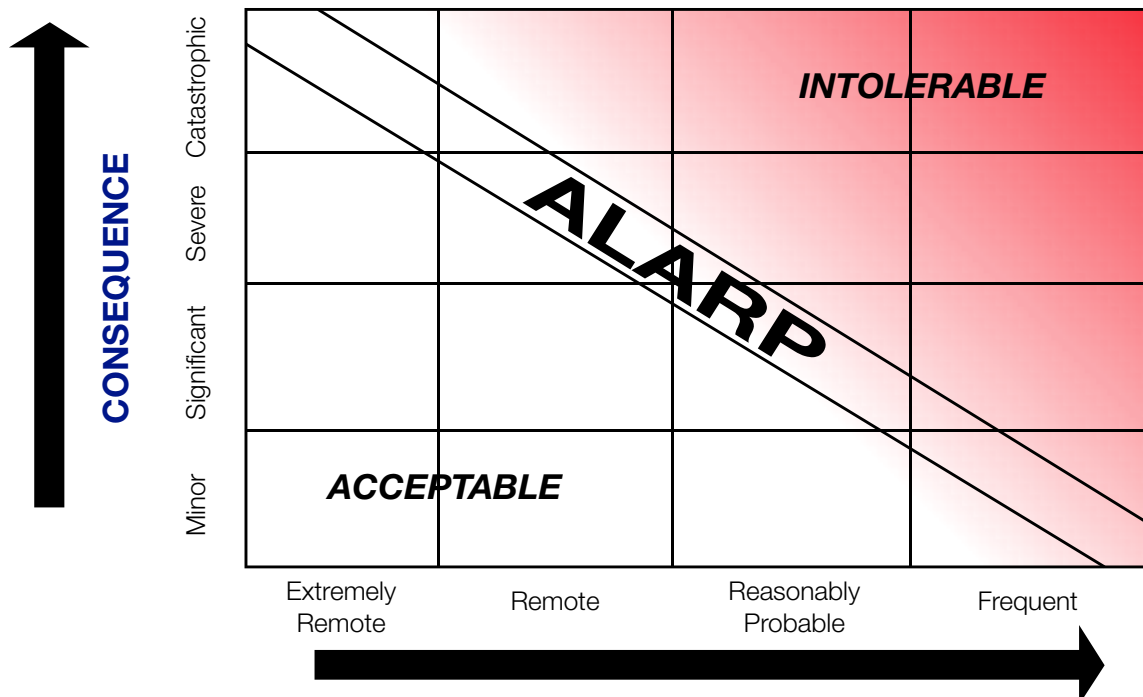 CONSEQUENCE
Catastrophic
Severe
Significant
Minor
INTOLERABLE
ALARP
ACCEPTABLE
Extremely
Remote
Remote
Reasonably
Probable
Frequent